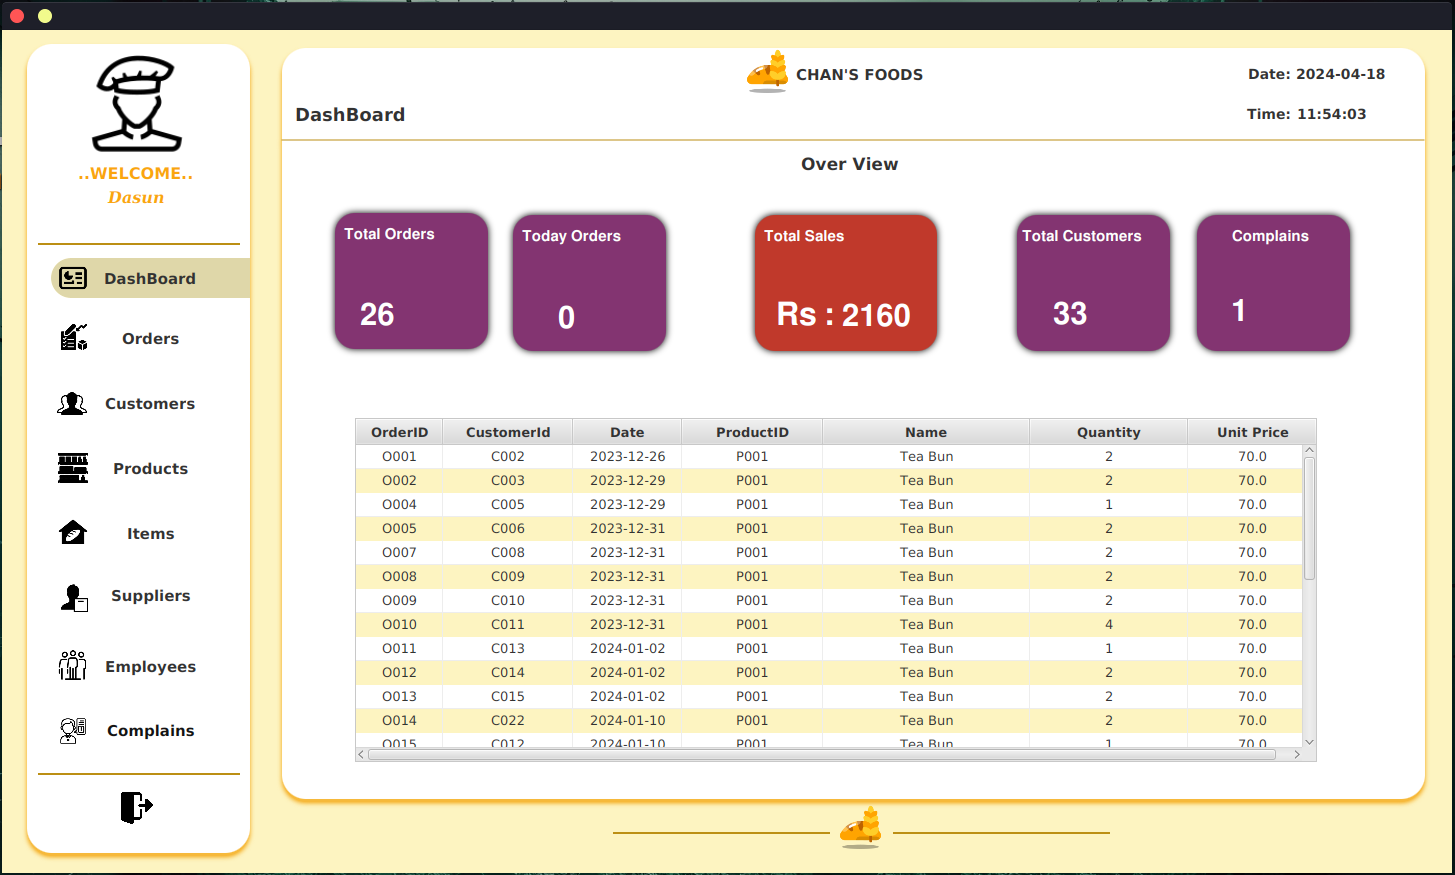 CHAN'S FOODS
Date: 2024-04-18
DashBoard
Time: 11:54:03
..WELCOME..
Dasun
DashBoard
Orders
Customers
Products
Items
Suppliers
Employees
Complains
Over View
Total Orders
26
Today Orders
0
Total Sales
Rs : 2160
Total Customers
33
Complains
1
OrderID CustomerId Date ProductID Name Quantity Unit Price
O001 C002 2023-12-26 P001 Tea Bun 2 70.0
O002 C003 2023-12-29 P001 Tea Bun 2 70.0
O004 C005 2023-12-29 P001 Tea Bun 1 70.0
O005 C006 2023-12-31 P001 Tea Bun 2 70.0
O007 C008 2023-12-31 P001 Tea Bun 2 70.0
O008 C009 2023-12-31 P001 Tea Bun 2 70.0
O009 C010 2023-12-31 P001 Tea Bun 2 70.0
O010 C011 2023-12-31 P001 Tea Bun 4 70.0
O011 C013 2024-01-02 P001 Tea Bun 1 70.0
O012 C014 2024-01-02 P001 Tea Bun 2 70.0
O013 C015 2024-01-02 P001 Tea Bun 2 70.0
O014 C022 2024-01-10 P001 Tea Bun 2 70.0
O015 C012 2024-01-10 P001 Tea Bun 1 70.0